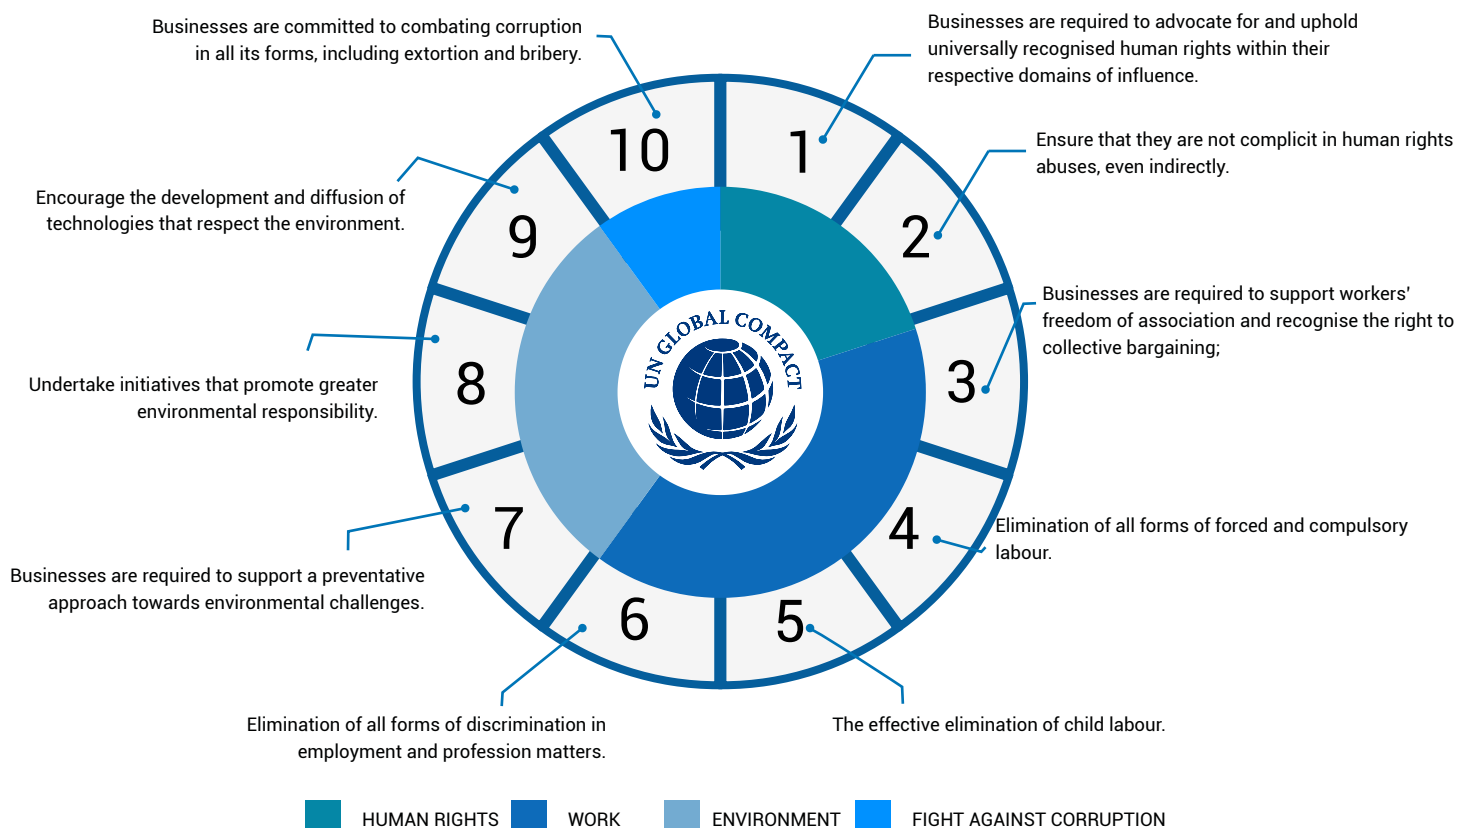 Businesses are committed to combating corruption
in all its forms, including extortion and bribery.
Businesses are required to advocate for and uphold
universally recognised human rights within their
respective domains of influence.
Ensure that they are not complicit in human rights
abuses, even indirectly.
Encourage the development and diffusion of
technologies that respect the environment.
Businesses are required to support workers'
freedom of association and recognise the right to
collective bargaining;
Undertake initiatives that promote greater
environmental responsibility.
Elimination of all forms of forced and compulsory
labour.
Businesses are required to support a preventative
approach towards environmental challenges.
Elimination of all forms of discrimination in
employment and profession matters.
The effective elimination of child labour.
10
1
9
2
8
3
7
4
6
5
UN GLOBAL COMPACT
HUMAN RIGHTS
WORK
ENVIRONMENT
FIGHT AGAINST CORRUPTION